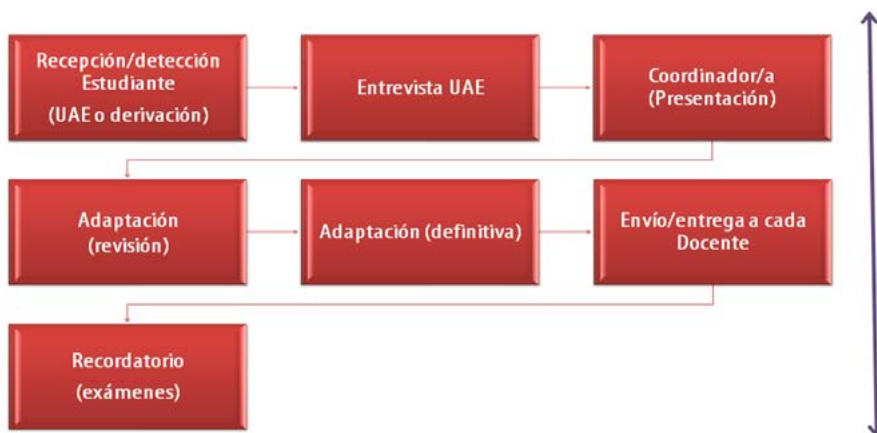 Recepción/detección
Estudiante
(UAE o derivación)
Entrevista UAE
Coordinador/a
(Presentación)
Adaptación
(revisión)
Adaptación (definitiva)
Envío/entrega a cada
Docente
Recordatorio
(exámenes)